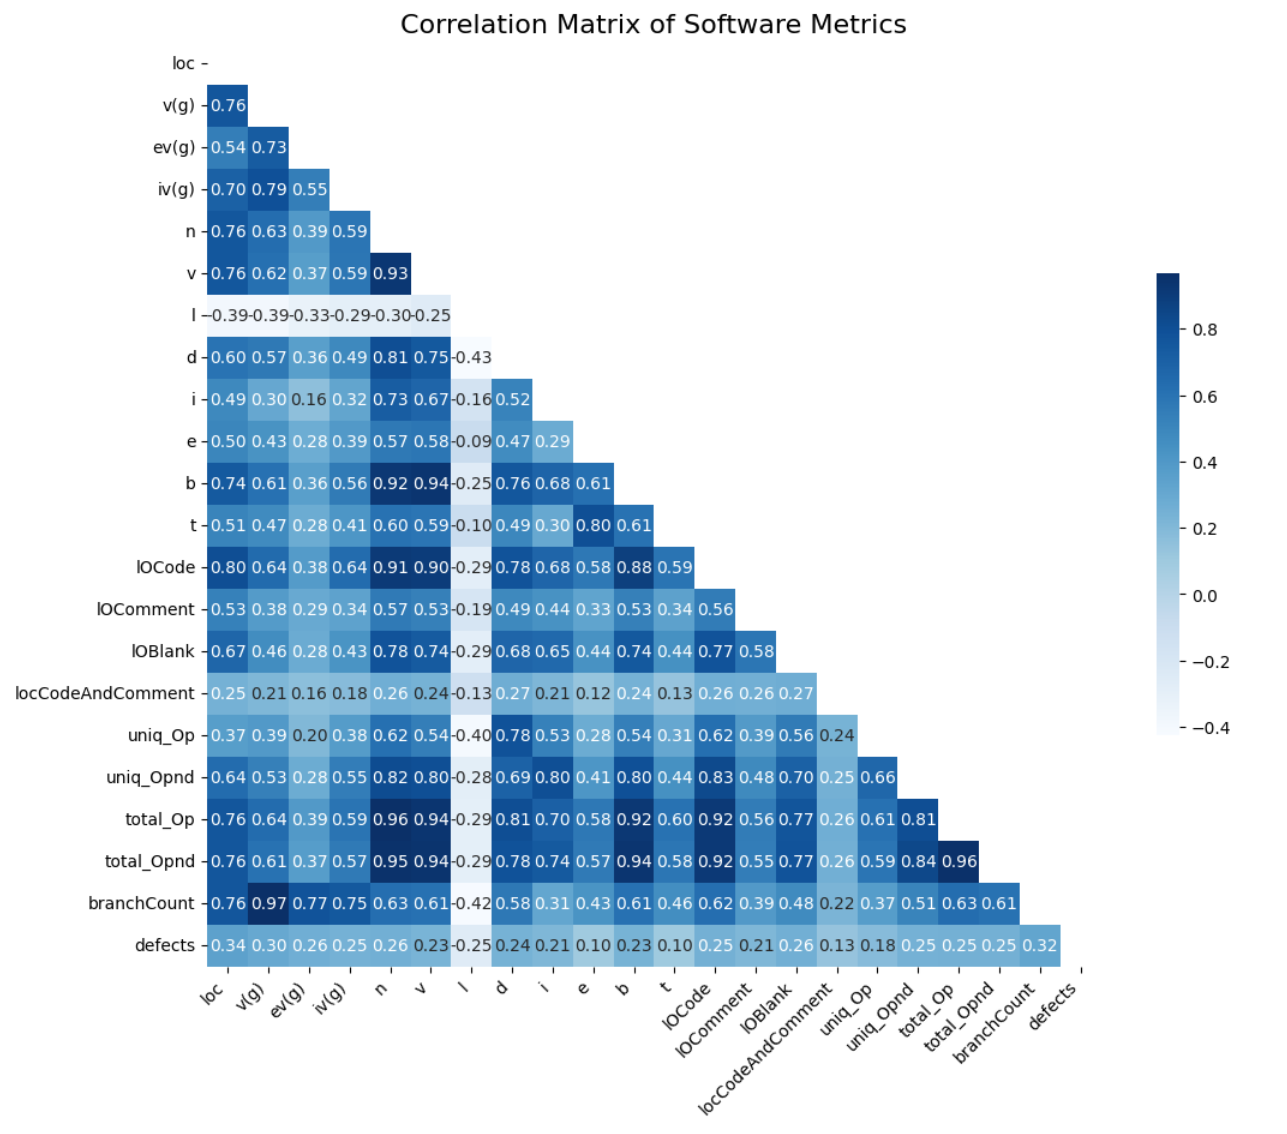 Correlation Matrix of Software Metrics
loc
v(g) 0.76
ev(g) 0.54 0.73
iv(g) 0.70 0.79 0.55
n 0.76 0.63 0.39 0.59
v 0.76 0.62 0.37 0.59 0.93
l -0.39 -0.39 -0.33 -0.29 -0.30 -0.25
d 0.60 0.57 0.36 0.49 0.81 0.75 -0.43
i 0.49 0.30 0.16 0.32 0.73 0.67 -0.16 0.52
e 0.50 0.43 0.28 0.39 0.57 0.58 -0.09 0.47 0.29
b 0.74 0.61 0.36 0.56 0.92 0.94 -0.25 0.76 0.68 0.61
t 0.51 0.47 0.28 0.41 0.60 0.59 -0.10 0.49 0.30 0.80 0.61
lOCode 0.80 0.64 0.38 0.64 0.91 0.90 -0.29 0.78 0.68 0.58 0.88 0.59
lOComment 0.53 0.38 0.29 0.34 0.57 0.53 -0.19 0.49 0.44 0.33 0.53 0.34 0.56
lOBlank 0.67 0.46 0.28 0.43 0.78 0.74 -0.29 0.68 0.65 0.44 0.74 0.44 0.77 0.58
locCodeAndComment 0.25 0.21 0.16 0.18 0.26 0.24 -0.13 0.27 0.21 0.12 0.24 0.13 0.26 0.26 0.27
uniq_Op 0.37 0.39 0.20 0.38 0.62 0.54 -0.40 0.78 0.53 0.28 0.54 0.31 0.62 0.39 0.56 0.24
uniq_Opnd 0.64 0.53 0.28 0.55 0.82 0.80 -0.28 0.69 0.80 0.41 0.80 0.44 0.83 0.48 0.70 0.25 0.66
total_Op 0.76 0.64 0.39 0.59 0.96 0.94 -0.29 0.81 0.70 0.58 0.92 0.60 0.92 0.56 0.77 0.26 0.61 0.81
total_Opnd 0.76 0.61 0.37 0.57 0.95 0.94 -0.29 0.78 0.74 0.57 0.94 0.58 0.92 0.55 0.77 0.26 0.59 0.84 0.96
branchCount 0.76 0.97 0.77 0.75 0.63 0.61 -0.42 0.58 0.31 0.43 0.61 0.46 0.62 0.39 0.48 0.22 0.37 0.51 0.63 0.61
defects 0.34 0.30 0.26 0.25 0.26 0.23 -0.25 0.24 0.21 0.10 0.23 0.10 0.25 0.21 0.26 0.13 0.18 0.25 0.25 0.25 0.32
loc v(g) ev(g) iv(g) n v l d i e b t lOCode lOComment lOBlank locCodeAndComment uniq_Op uniq_Opnd total_Op total_Opnd branchCount defects
0.8
0.6
0.4
0.2
0.0
−0.2
−0.4